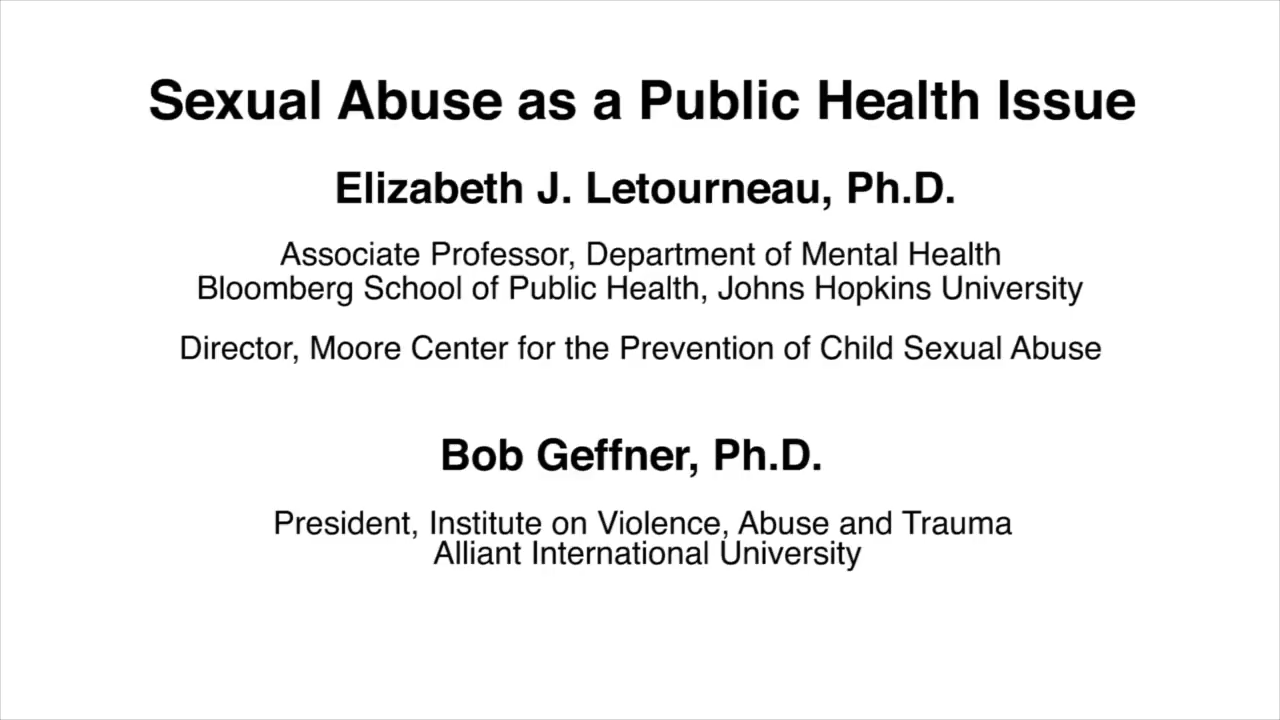 Sexual Abuse as a Public Health Issue
Elizabeth J. Letourneau, Ph.D.
Associate Professor, Department of Mental Health
Bloomberg School of Public Health, Johns Hopkins University
Director, Moore Center for the Prevention of Child Sexual Abuse
Bob Geffner, Ph.D.
President, Institute on Violence, Abuse and Trauma
Alliant International University